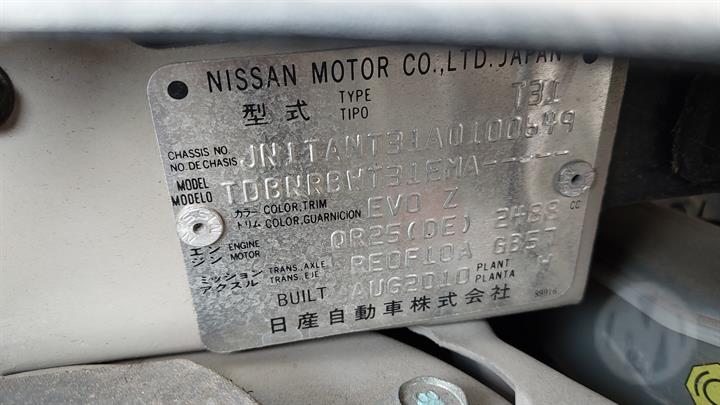 NISSAN MOTOR CO., LTD. JAPAN
型式 TYPE TIPO T31
CHASSIS NO. NO. DE CHASIS JN1TANT31A0100649
MODEL MODELO TDBNRBWT31EMA-----
カラー トリム COLOR, TRIM COLOR, GUARNICION EV0 Z
エンジン ENGINE MOTOR QR25(DE) 2488 CC
ミッション アクスル TRANS. AXLE TRANS. EJE RE0F10A GB57
BUILT AUG2010 PLANT PLANTA W
日産自動車株式会社